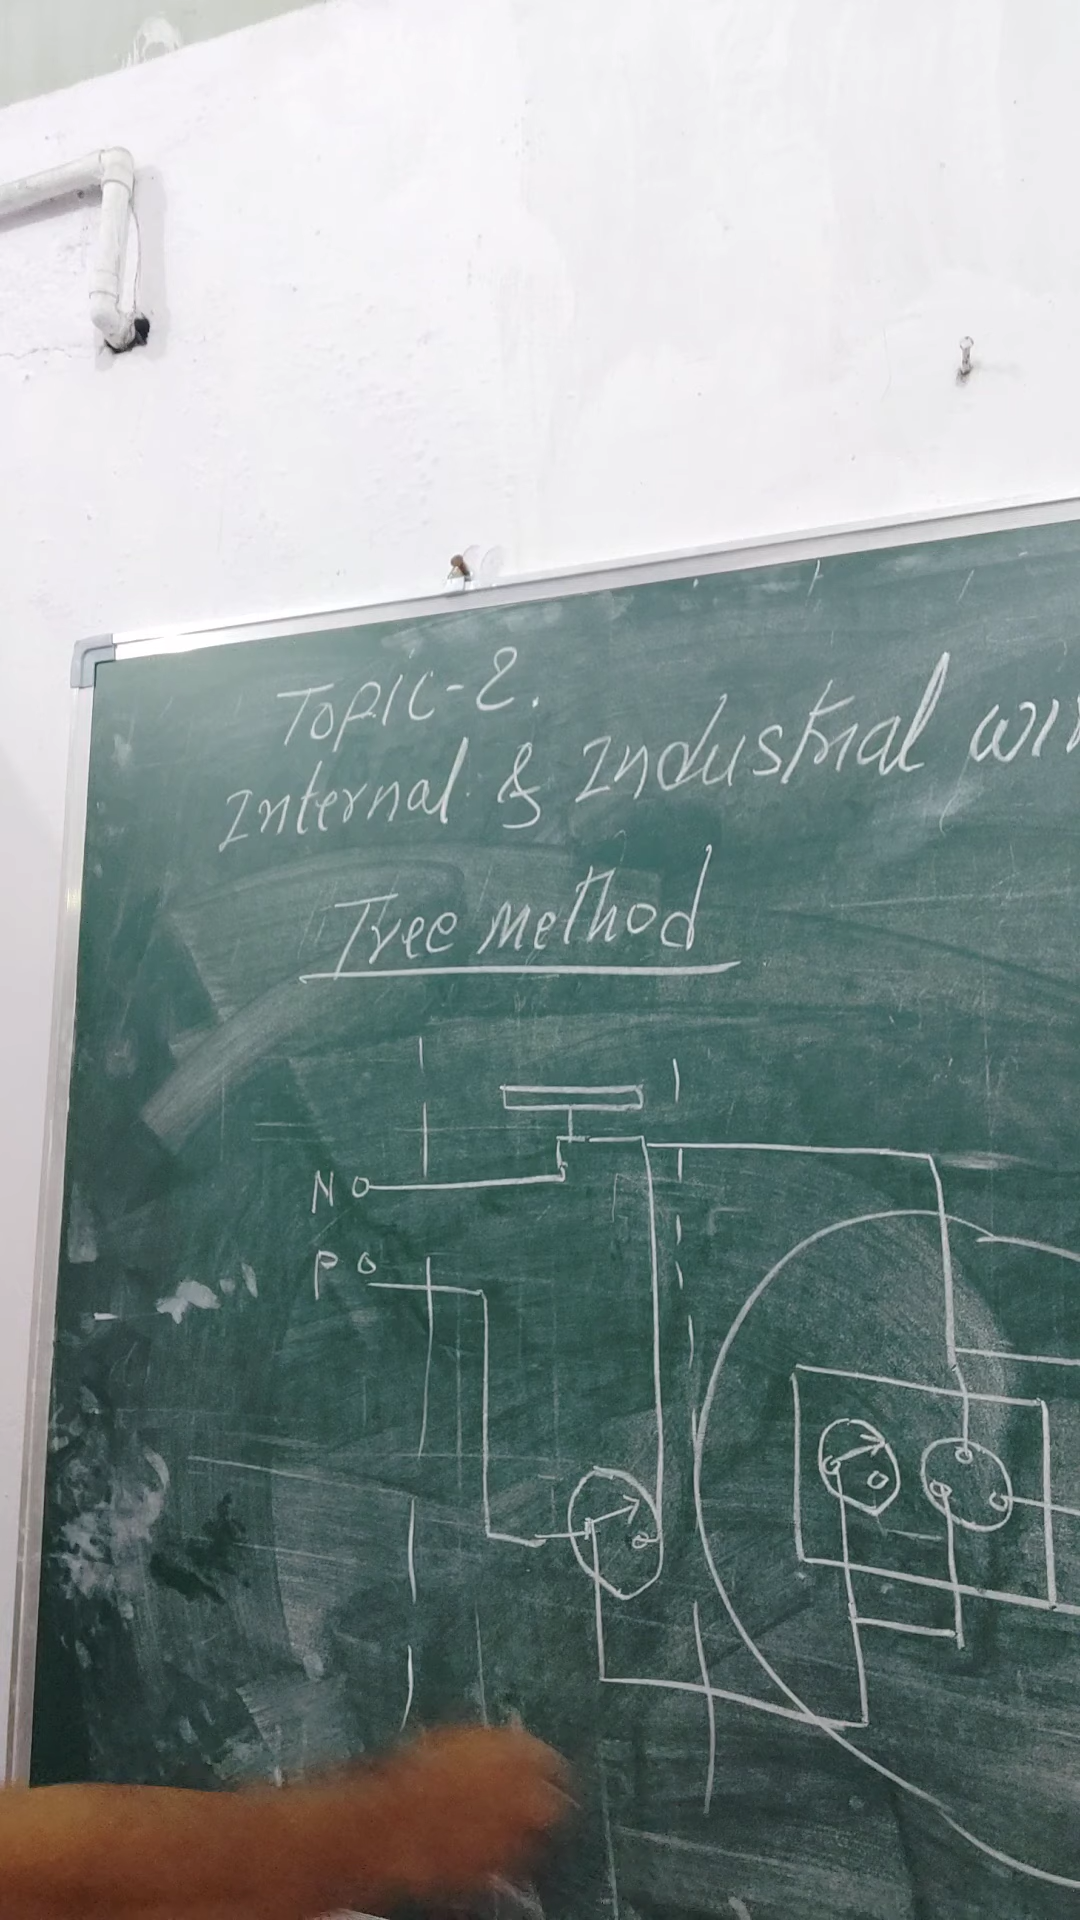 TOPIC-2.
Internal & Industrial
Tree Method
N
P